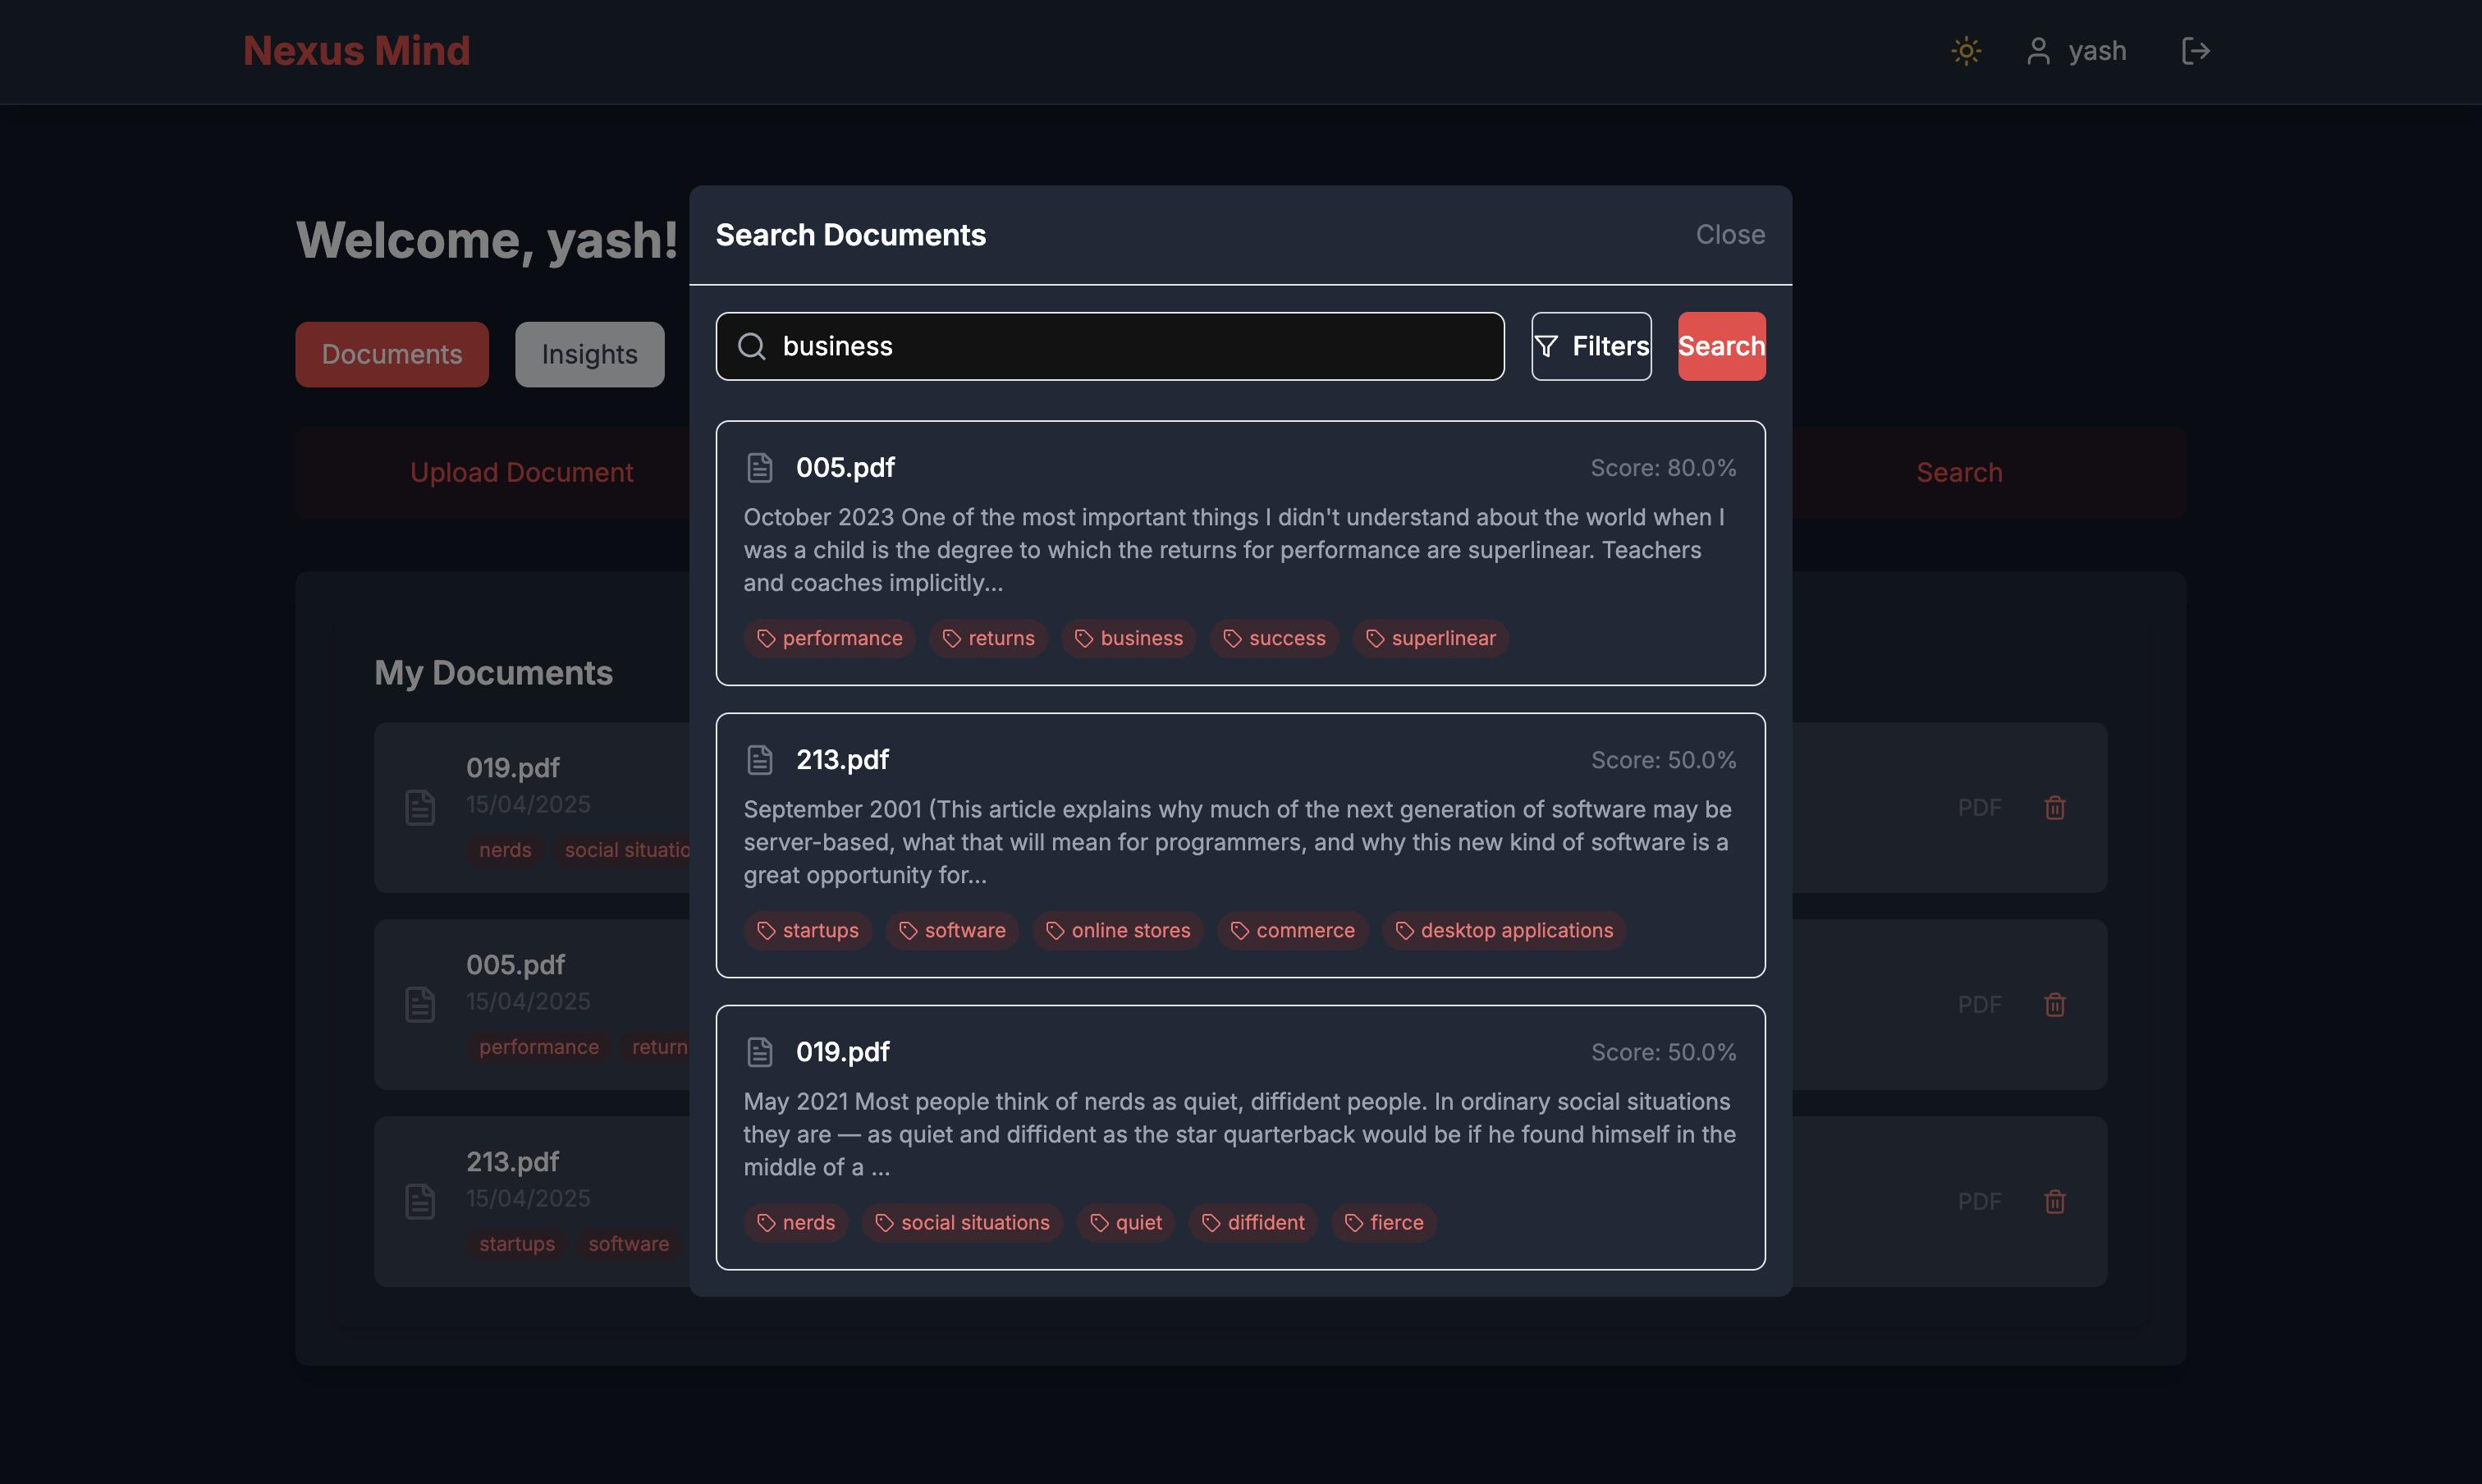 Nexus Mind
yash
Welcome, yash!
Documents
Insights
Upload Document
Search
My Documents
019.pdf
15/04/2025
nerds
social situatio
PDF
005.pdf
15/04/2025
performance
return
PDF
213.pdf
15/04/2025
startups
software
PDF
Search Documents
Close
business
Filters
Search
005.pdf
Score: 80.0%
October 2023 One of the most important things I didn't understand about the world when I
was a child is the degree to which the returns for performance are superlinear. Teachers
and coaches implicitly...
performance
returns
business
success
superlinear
213.pdf
Score: 50.0%
September 2001 (This article explains why much of the next generation of software may be
server-based, what that will mean for programmers, and why this new kind of software is a
great opportunity for...
startups
software
online stores
commerce
desktop applications
019.pdf
Score: 50.0%
May 2021 Most people think of nerds as quiet, diffident people. In ordinary social situations
they are — as quiet and diffident as the star quarterback would be if he found himself in the
middle of a ...
nerds
social situations
quiet
diffident
fierce